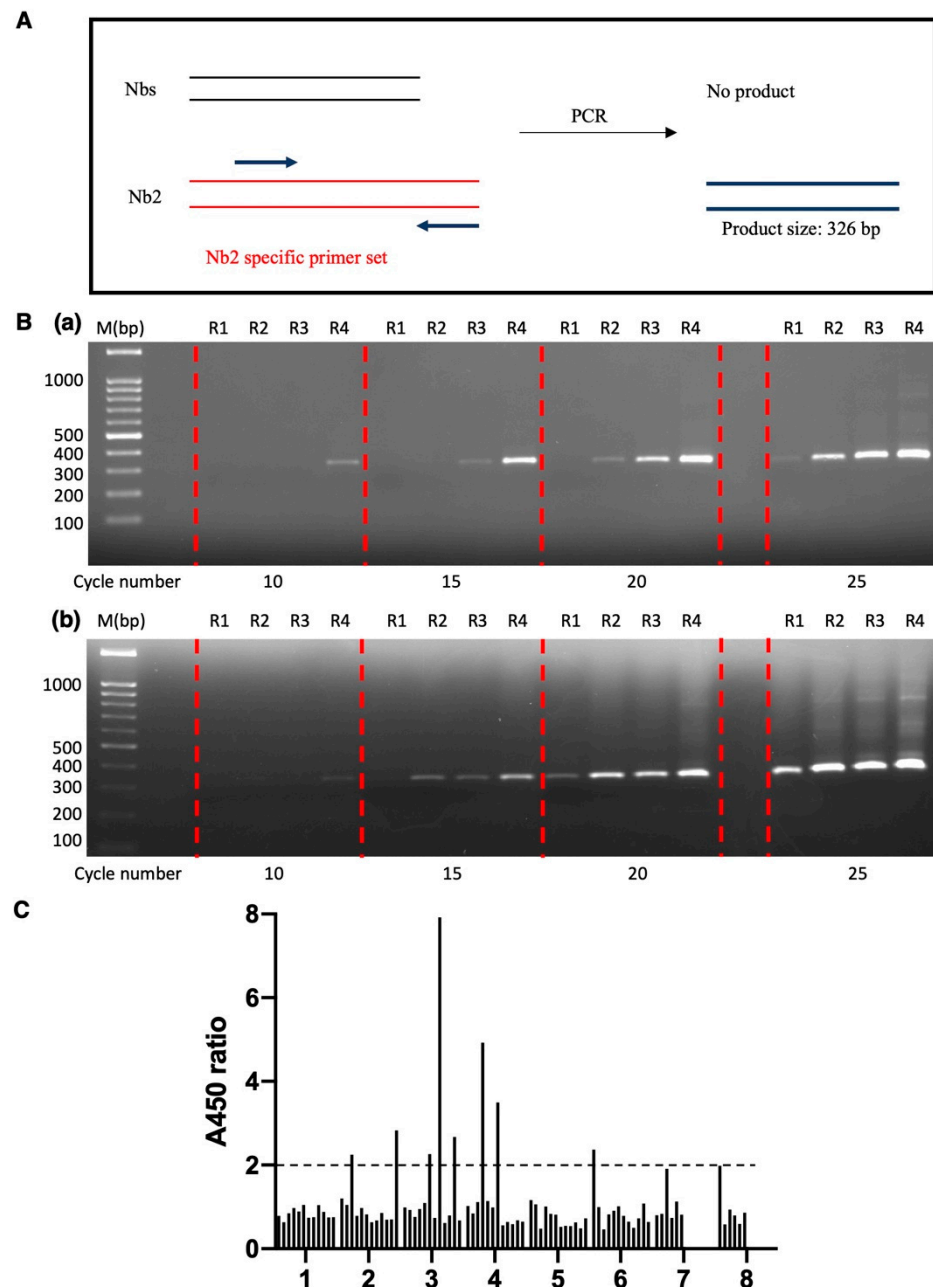 A
Nbs
No product
PCR
Nb2
Product size: 326 bp
Nb2 specific primer set
B (a) M(bp) R1 R2 R3 R4 R1 R2 R3 R4 R1 R2 R3 R4 R1 R2 R3 R4
1000
500
400
300
200
100
Cycle number 10 15 20 25
(b) M(bp) R1 R2 R3 R4 R1 R2 R3 R4 R1 R2 R3 R4 R1 R2 R3 R4
1000
500
400
300
200
100
Cycle number 10 15 20 25
C
A450 ratio
8
6
4
2
0
1 2 3 4 5 6 7 8